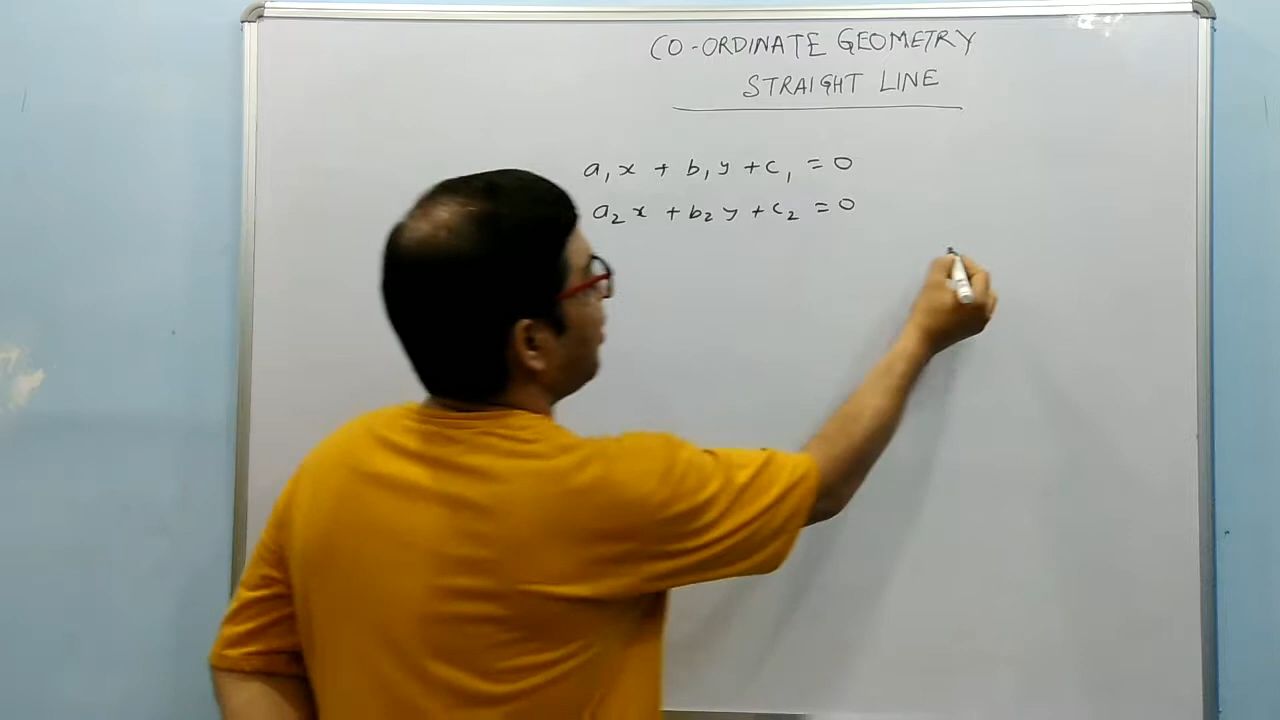 CO-ORDINATE GEOMETRY
STRAIGHT LINE
a₁x + b₁y + c₁ = 0
a₂x + b₂y + c₂ = 0